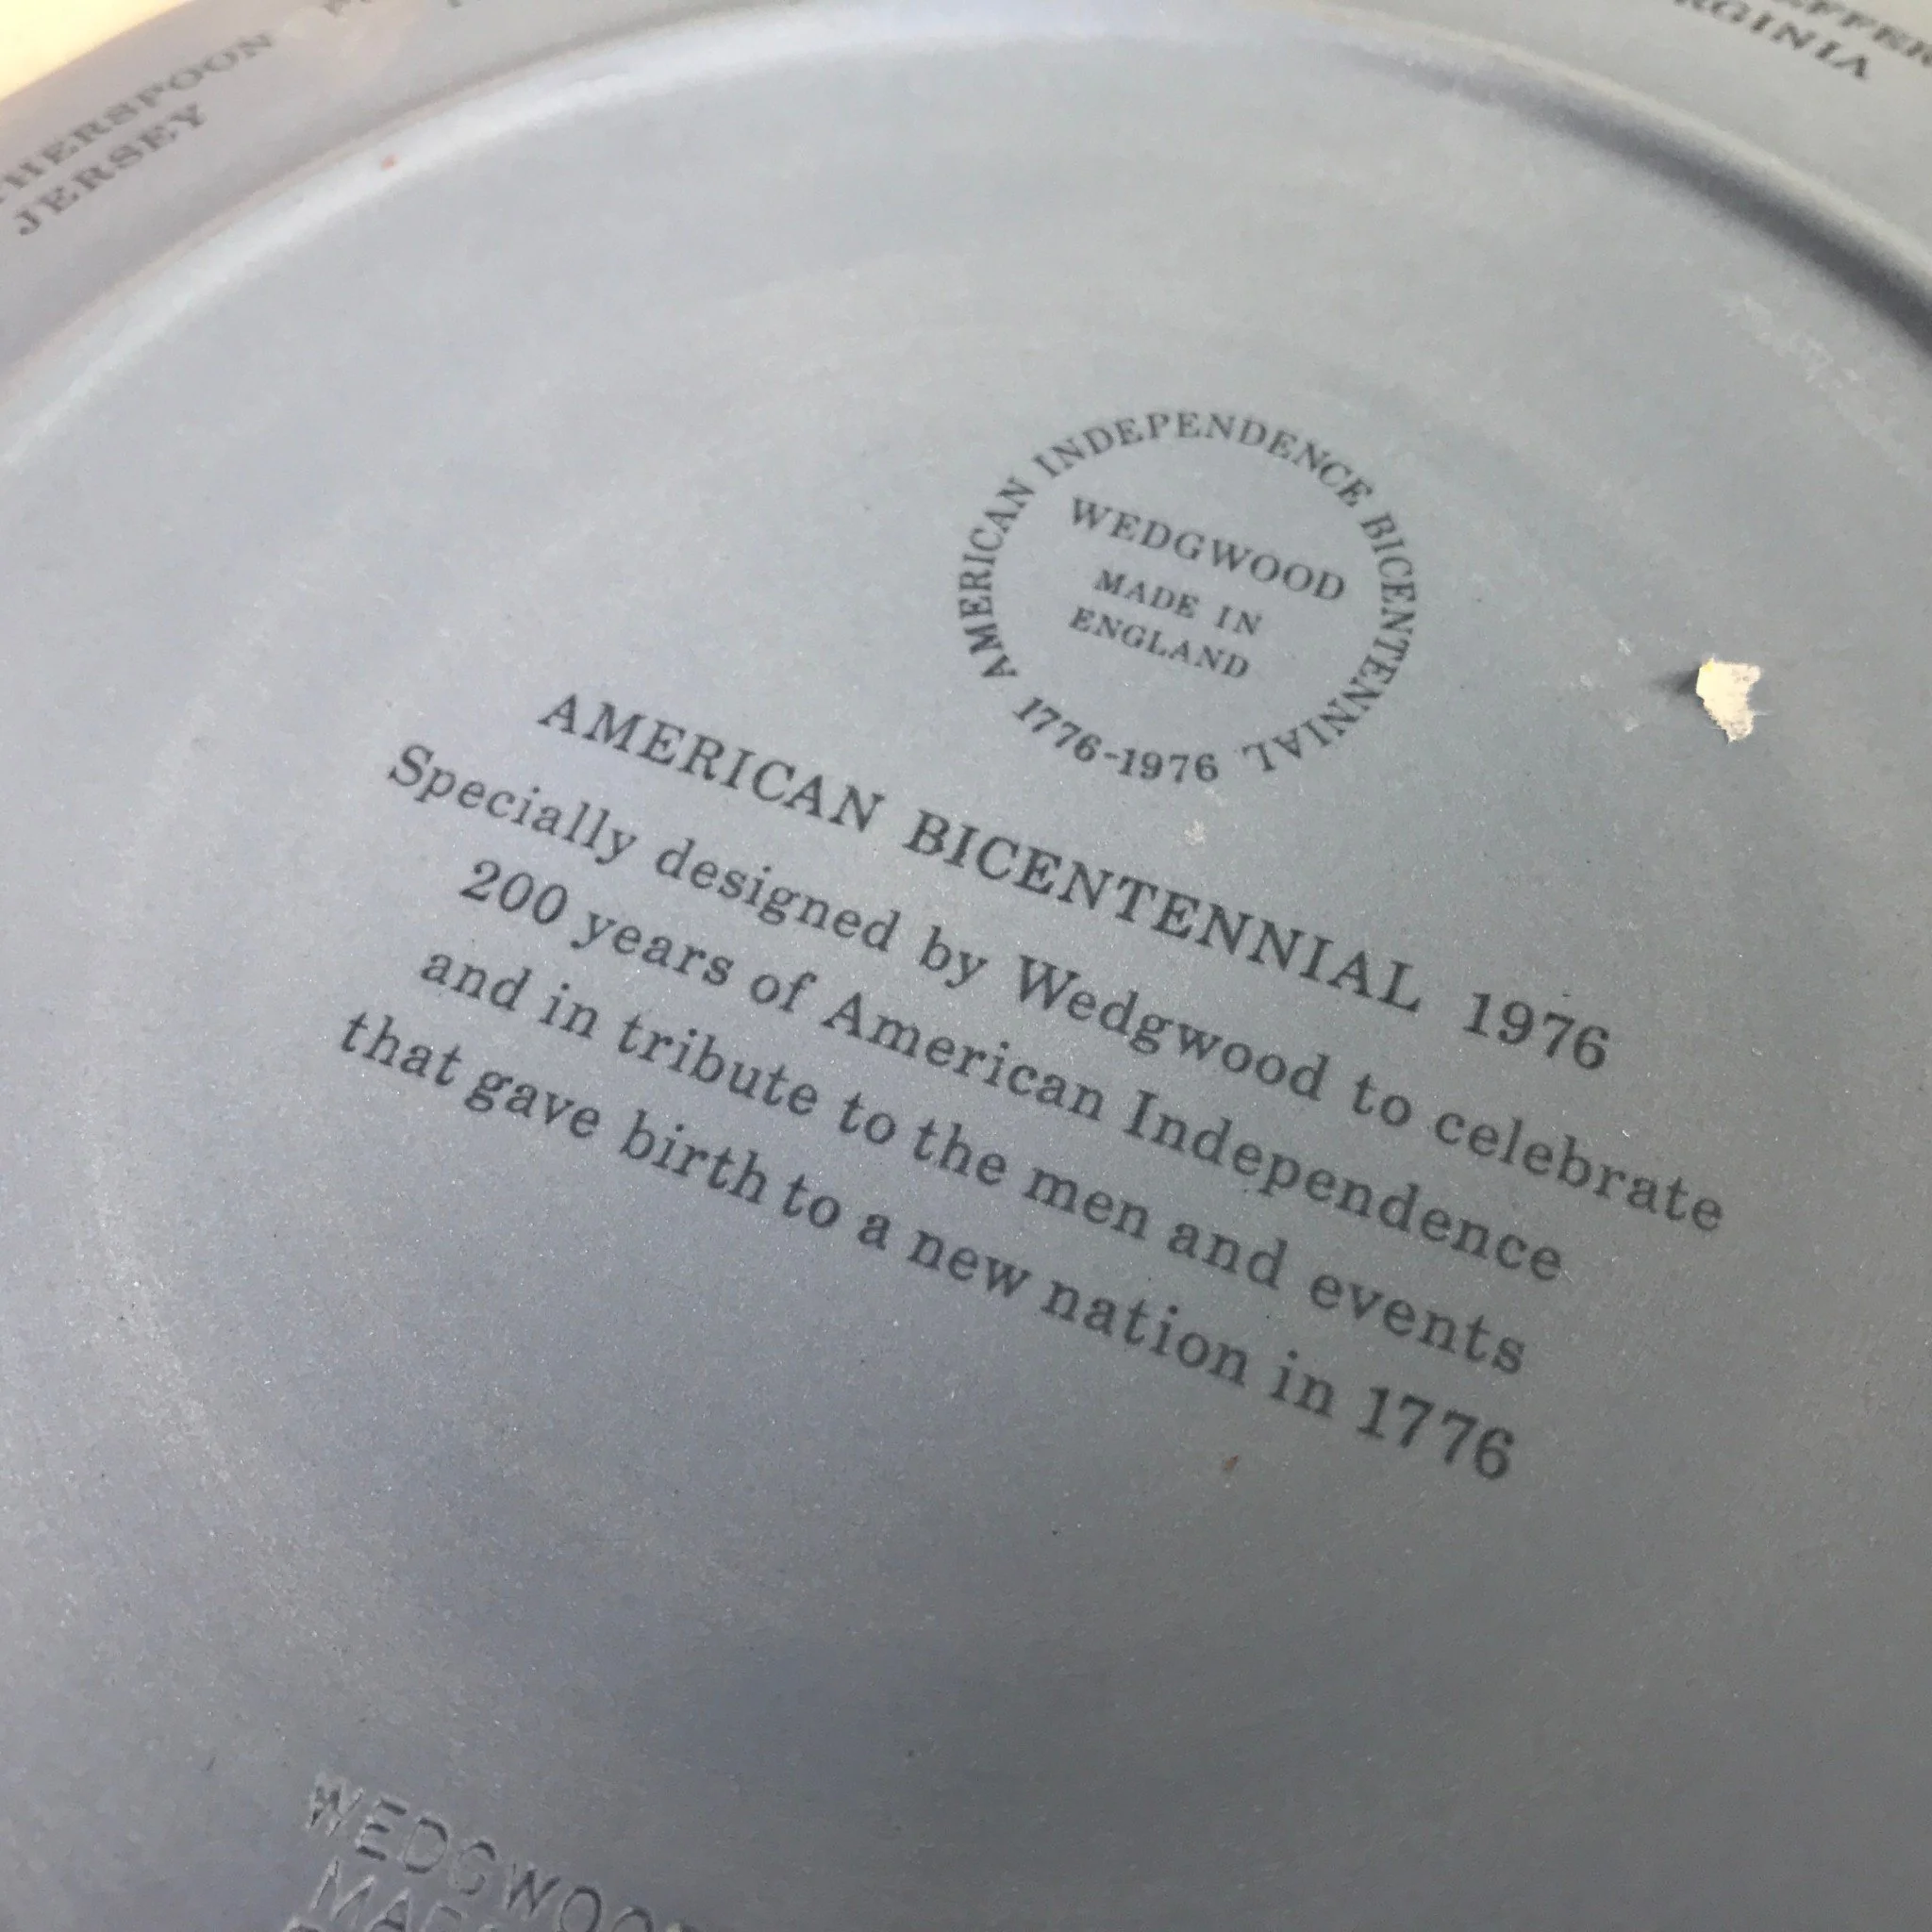 JERSEY
AMERICAN INDEPENDENCE BICENTENNIAL
1776-1976
WEDGWOOD
MADE IN
ENGLAND
AMERICAN BICENTENNIAL 1976
Specially designed by Wedgwood to celebrate
200 years of American Independence
and in tribute to the men and events
that gave birth to a new nation in 1776